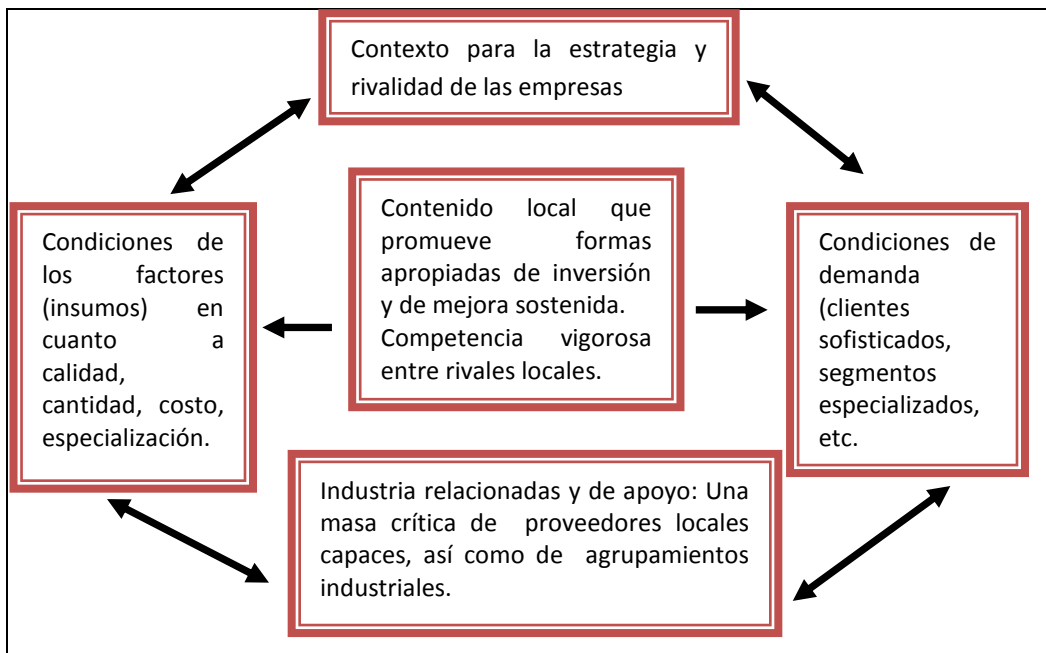 Contexto para la estrategia y
rivalidad de las empresas
Condiciones de
los factores
(insumos) en
cuanto a
calidad,
cantidad, costo,
especialización.
Contenido local que
promueve formas
apropiadas de inversión
y de mejora sostenida.
Competencia vigorosa
entre rivales locales.
Condiciones de
demanda
(clientes
sofisticados,
segmentos
especializados,
etc.
Industria relacionadas y de apoyo: Una
masa crítica de proveedores locales
capaces, así como de agrupamientos
industriales.